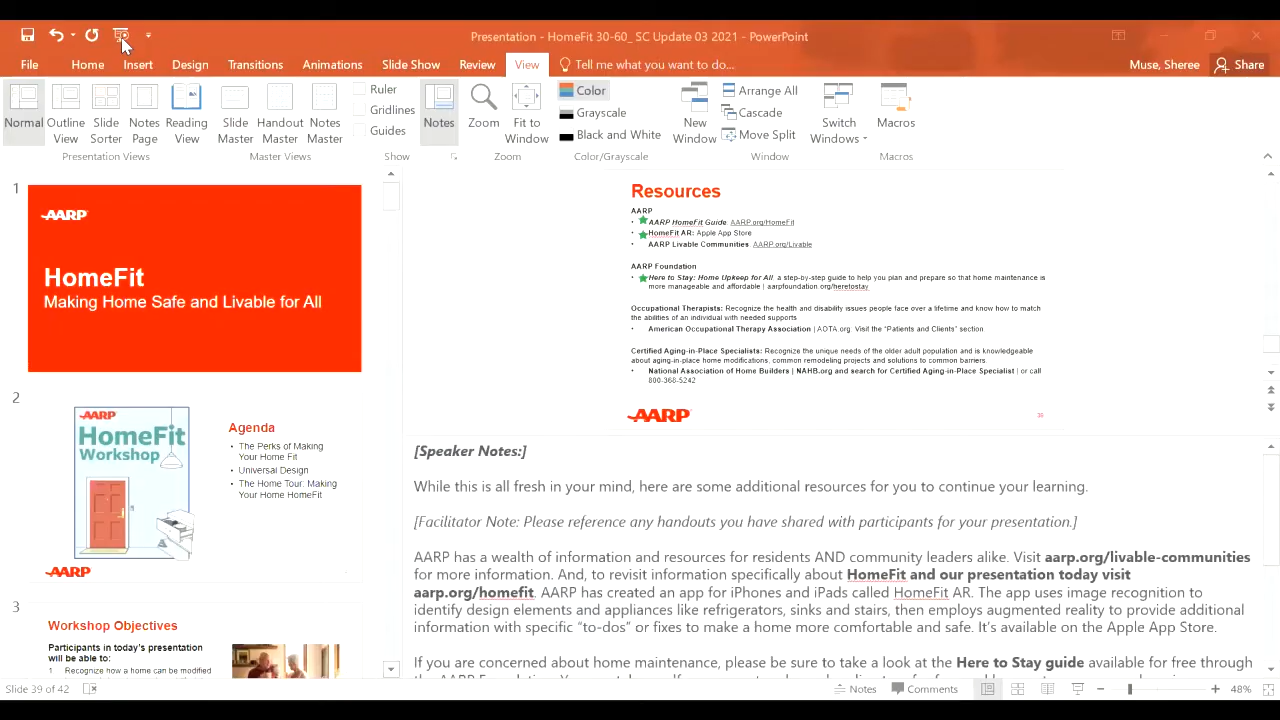 Presentation - HomeFit 30-60_ SC Update 03 2021 - PowerPoint
File Home Insert Design Transitions Animations Slide Show Review View Tell me what you want to do... Muse, Sheree Share
Normal Outline View Slide Sorter Notes Page Reading View
Presentation Views
Slide Master Handout Master Notes Master
Master Views
Ruler
Gridlines
Guides
Show
Notes
Zoom Fit to Window
Zoom
Color
Grayscale
Black and White
Color/Grayscale
New Window
Arrange All
Cascade
Move Split
Switch Windows
Window
Macros
Macros
1
AARP
HomeFit
Making Home Safe and Livable for All
2
AARP
HomeFit
Workshop
Agenda
• The Perks of Making
Your Home Fit
• Universal Design
• The Home Tour: Making
Your Home HomeFit
AARP
3
Workshop Objectives
Participants in today's presentation
will be able to:
1 Recognize how a home can be modified
Resources
AARP
• AARP HomeFit Guide AARP.org/HomeFit
HomeFit AR: Apple App Store
• AARP Livable Communities AARP.org/Livable
AARP Foundation
• Here to Stay: Home Upkeep for All, a step-by-step guide to help you plan and prepare so that home maintenance is
more manageable and affordable | aarpfoundation.org/heretostay
Occupational Therapists: Recognize the health and disability issues people face over a lifetime and know how to match
the abilities of an individual with needed supports
• American Occupational Therapy Association | AOTA.org. Visit the "Patients and Clients" section
Certified Aging-in-Place Specialists: Recognize the unique needs of the older adult population and is knowledgeable
about aging-in-place home modifications, common remodeling projects and solutions to common barriers
• National Association of Home Builders | NAHB.org and search for Certified Aging-in-Place Specialist | or call
800-368-5242
AARP
[Speaker Notes:]
While this is all fresh in your mind, here are some additional resources for you to continue your learning.
[Facilitator Note: Please reference any handouts you have shared with participants for your presentation.]
AARP has a wealth of information and resources for residents AND community leaders alike. Visit aarp.org/livable-communities
for more information. And, to revisit information specifically about HomeFit and our presentation today visit
aarp.org/homefit. AARP has created an app for iPhones and iPads called HomeFit AR. The app uses image recognition to
identify design elements and appliances like refrigerators, sinks and stairs, then employs augmented reality to provide additional
information with specific “to-dos” or fixes to make a home more comfortable and safe. It’s available on the Apple App Store.
If you are concerned about home maintenance, please be sure to take a look at the Here to Stay guide available for free through
Slide 39 of 42 Notes Comments 48%